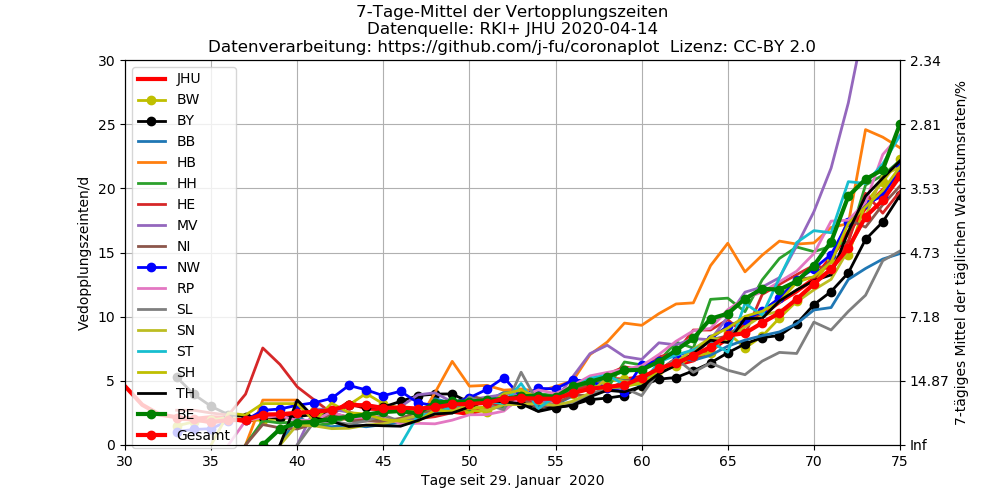 7-Tage-Mittel der Vertopplungszeiten
Datenquelle: RKI+ JHU 2020-04-14
Datenverarbeitung: https://github.com/j-fu/coronaplot Lizenz: CC-BY 2.0
30
25
20
15
10
5
0
Vedopplungszeinten/d
JHU
BW
BY
BB
HB
HH
HE
MV
NI
NW
RP
SL
SN
ST
SH
TH
BE
Gesamt
2.34
2.81
3.53
4.73
7.18
14.87
Inf
7-tägiges Mittel der täglichen Wachstumsraten/%
30
35
40
45
50
55
60
65
70
75
Tage seit 29. Januar 2020